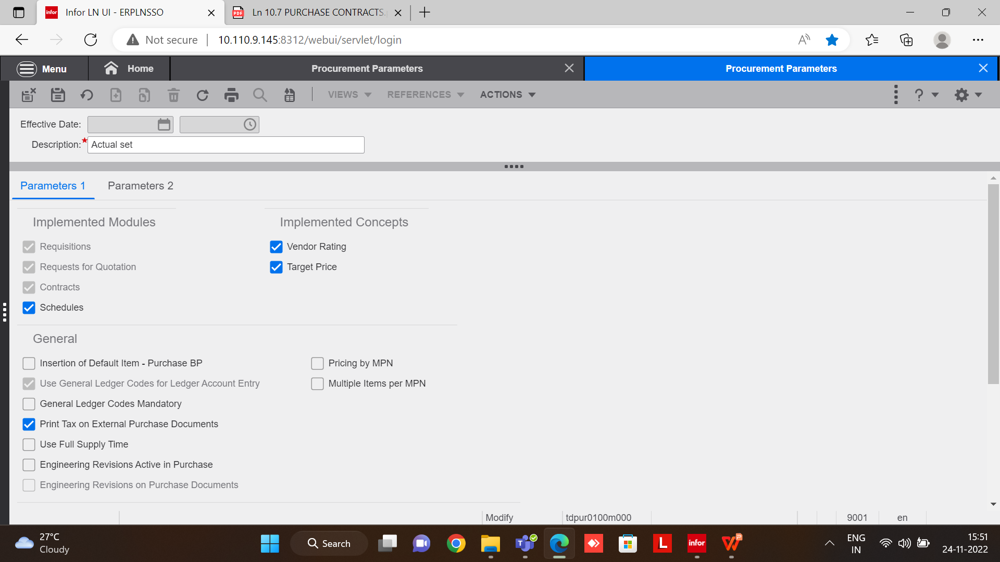 infor Infor LN UI - ERPLNSSO
PDF Ln 10.7 PURCHASE CONTRACTS.
Not secure 10.110.9.145:8312/webui/servlet/login
Menu Home Procurement Parameters Procurement Parameters
VIEWS REFERENCES ACTIONS
Effective Date:
Description:* Actual set
Parameters 1 Parameters 2
Implemented Modules
Requisitions
Requests for Quotation
Contracts
Schedules
Implemented Concepts
Vendor Rating
Target Price
General
Insertion of Default Item - Purchase BP
Use General Ledger Codes for Ledger Account Entry
General Ledger Codes Mandatory
Print Tax on External Purchase Documents
Use Full Supply Time
Engineering Revisions Active in Purchase
Engineering Revisions on Purchase Documents
Pricing by MPN
Multiple Items per MPN
Modify tdpur0100m000 9001 en
27°C
Cloudy
Search
L
infor
ENG
IN
15:51
24-11-2022